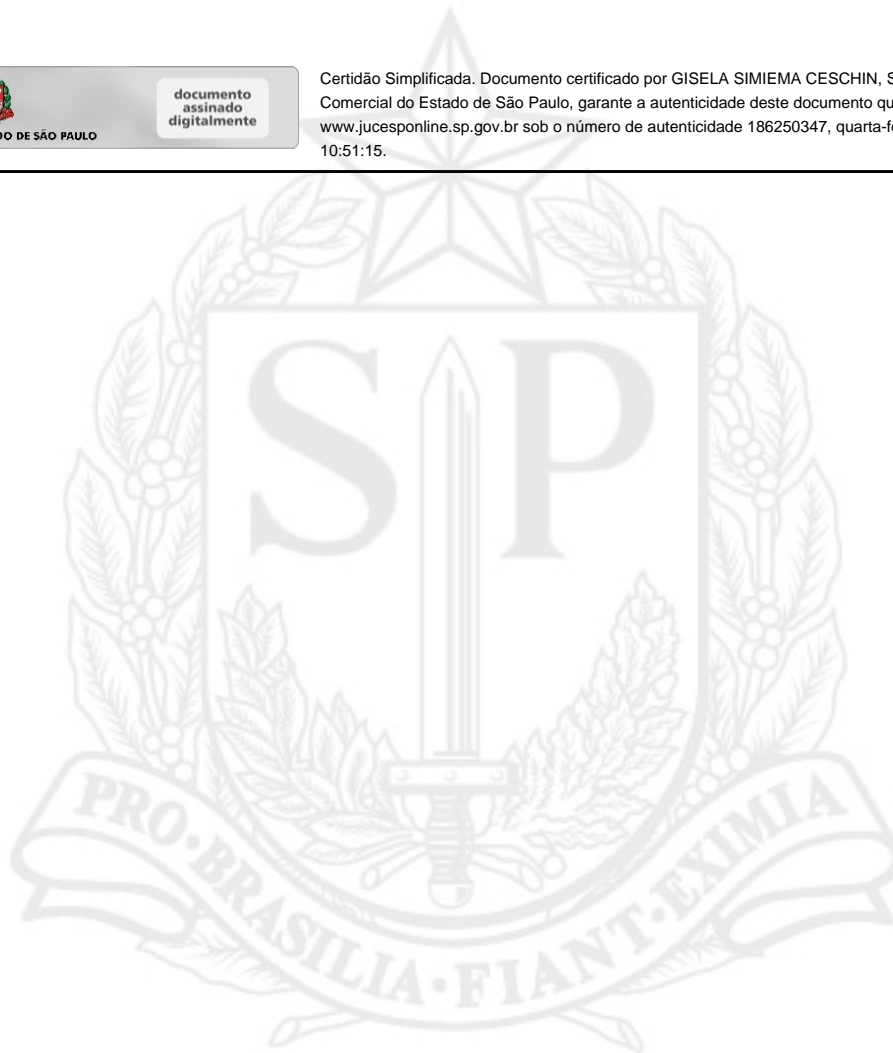 DO DE SÃO PAULO
documento
assinado
digitalmente
Certidão Simplificada. Documento certificado por GISELA SIMIEMA CESCHIN, S
Comercial do Estado de São Paulo, garante a autenticidade deste documento qu
www.jucesponline.sp.gov.br sob o número de autenticidade 186250347, quarta-fe
10:51:15.
SP
PRO·BRASILIA·FIANT·EXIMIA